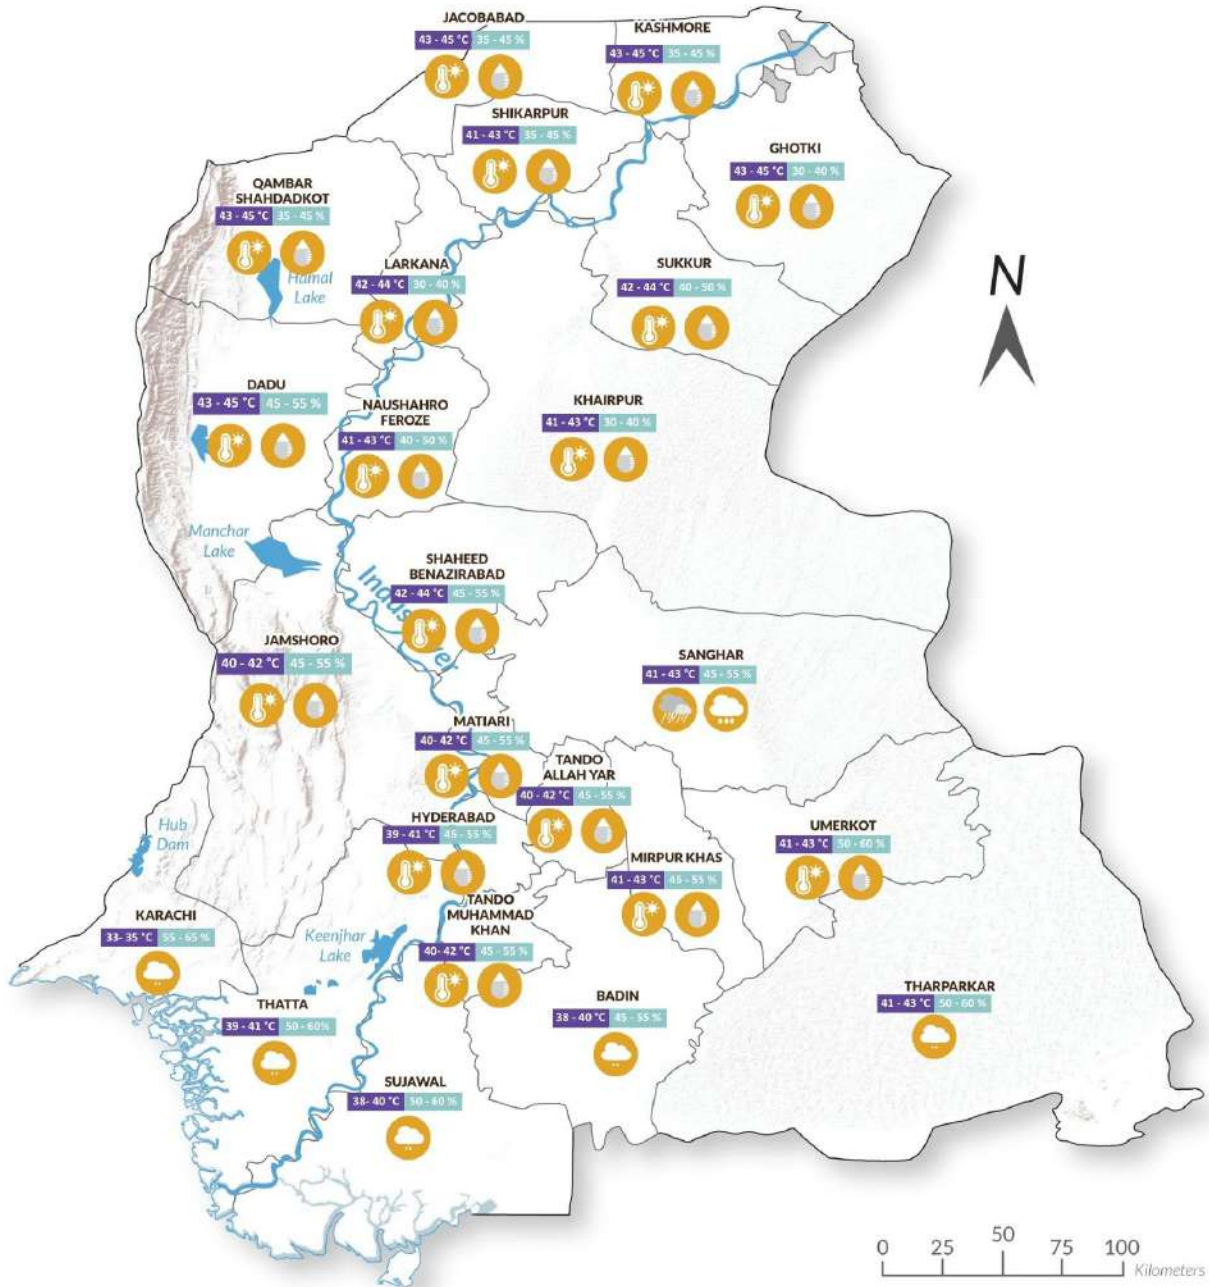 JACOBABAD
43 - 45 °C 35 - 45 %
KASHMORE
43 - 45 °C 35 - 45 %
SHIKARPUR
41 - 43 °C 35 - 45 %
GHOTKI
43 - 45 °C 30 - 40 %
QAMBAR
SHAHDADKOT
43 - 45 °C 35 - 45 %
Hamal
Lake
LARKANA
42 - 44 °C 30 - 40 %
SUKKUR
42 - 44 °C 40 - 50 %
N
DADU
43 - 45 °C 45 - 55 %
NAUSHAHRO
FEROZE
41 - 43 °C 40 - 50 %
KHAIRPUR
41 - 43 °C 30 - 40 %
Manchar
Lake
SHAHEED
BENAZIRABAD
42 - 44 °C 45 - 55 %
Indus
JAMSHORO
40 - 42 °C 45 - 55 %
SANGHAR
41 - 43 °C 45 - 55 %
MATIARI
40- 42 °C 45 - 55 %
TANDO
ALLAH YAR
40 - 42 °C 45 - 55 %
Hub
Dam
HYDERABAD
39 - 41 °C 45 - 55 %
UMERKOT
41 - 43 °C 50 - 60 %
MIRPUR KHAS
41 - 43 °C 45 - 55 %
KARACHI
33- 35 °C 55 - 65 %
Keenjhar
Lake
TANDO
MUHAMMAD
KHAN
40- 42 °C 45 - 55 %
THATTA
39 - 41 °C 50 - 60 %
BADIN
38 - 40 °C 45 - 55 %
THARPARKAR
41 - 43 °C 50 - 60 %
SUJAWAL
38- 40 °C 50 - 60 %
0 25 50 75 100
Kilometers